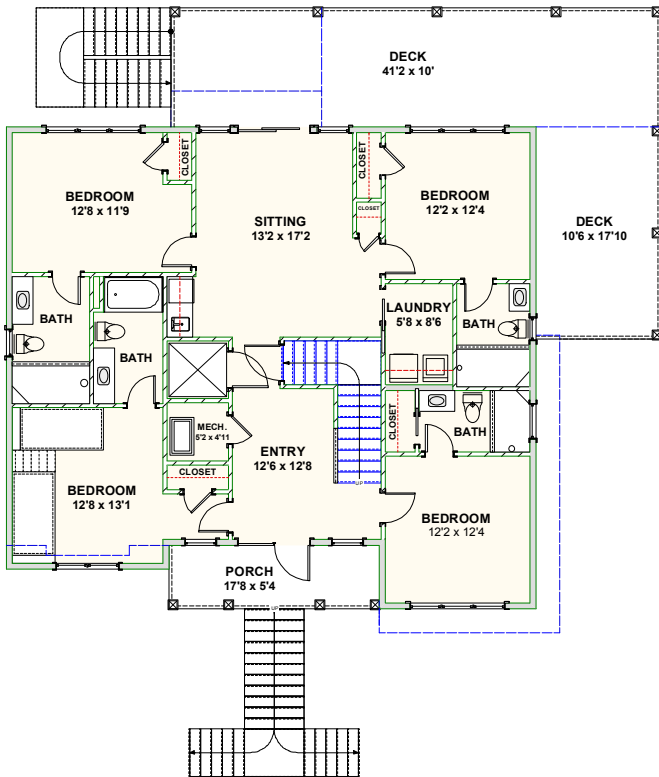 DECK
41'2 x 10'
CLOSET
CLOSET
BEDROOM
12'8 x 11'9
BEDROOM
12'2 x 12'4
CLOSET
SITTING
13'2 x 17'2
DECK
10'6 x 17'10
LAUNDRY
5'8 x 8'6
BATH
BATH
BATH
CLOSET
BATH
MECH.
5'2 x 4'11
ENTRY
12'6 x 12'8
CLOSET
UP
BEDROOM
12'8 x 13'1
BEDROOM
12'2 x 12'4
PORCH
17'8 x 5'4
UP